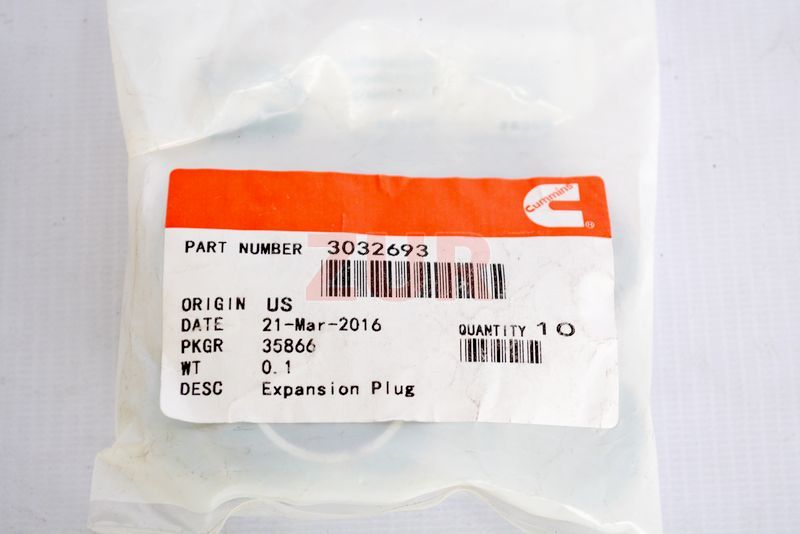 Cummins
®
PART NUMBER 3032693
ZUP
ORIGIN US
DATE 21-Mar-2016
QUANTITY 10
PKGR 35866
WT 0.1
DESC Expansion Plug